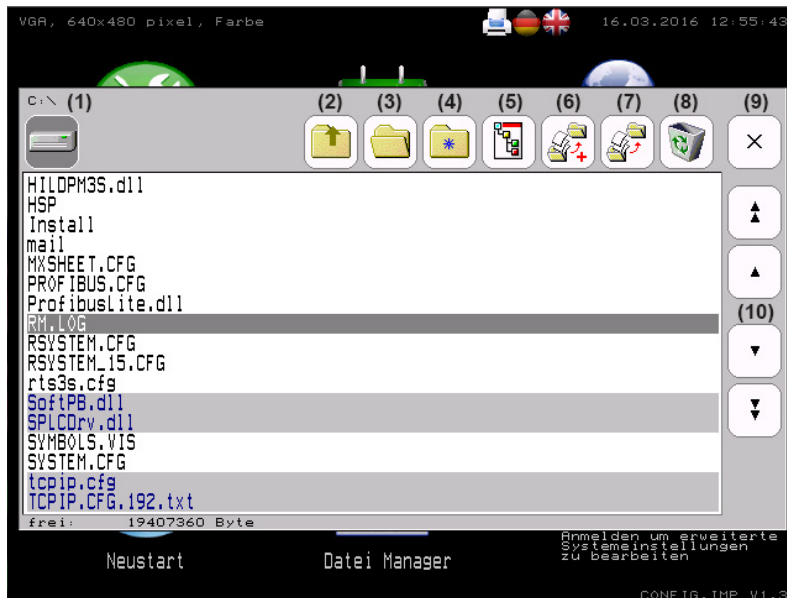 VGA, 640x480 pixel, Farbe
16.03.2016 12:55:43
C:\ (1) (2) (3) (4) (5) (6) (7) (8) (9)
HILDPM3S.dll
HSP
Install
mail
MXSHEET.CFG
PROFIBUS.CFG
ProfibusLite.dll
RM.LOG
(10)
RSYSTEM.CFG
RSYSTEM_15.CFG
rts3s.cfg
SoftPB.dll
SPLCDrv.dll
SYMBOLS.VIS
SYSTEM.CFG
tcpip.cfg
TCPIP.CFG.192.txt
frei: 19407360 Byte
Neustart
Datei Manager
Anmelden um erweiterte
Systemeinstellungen
zu bearbeiten
CONFIG.IMP V1.3